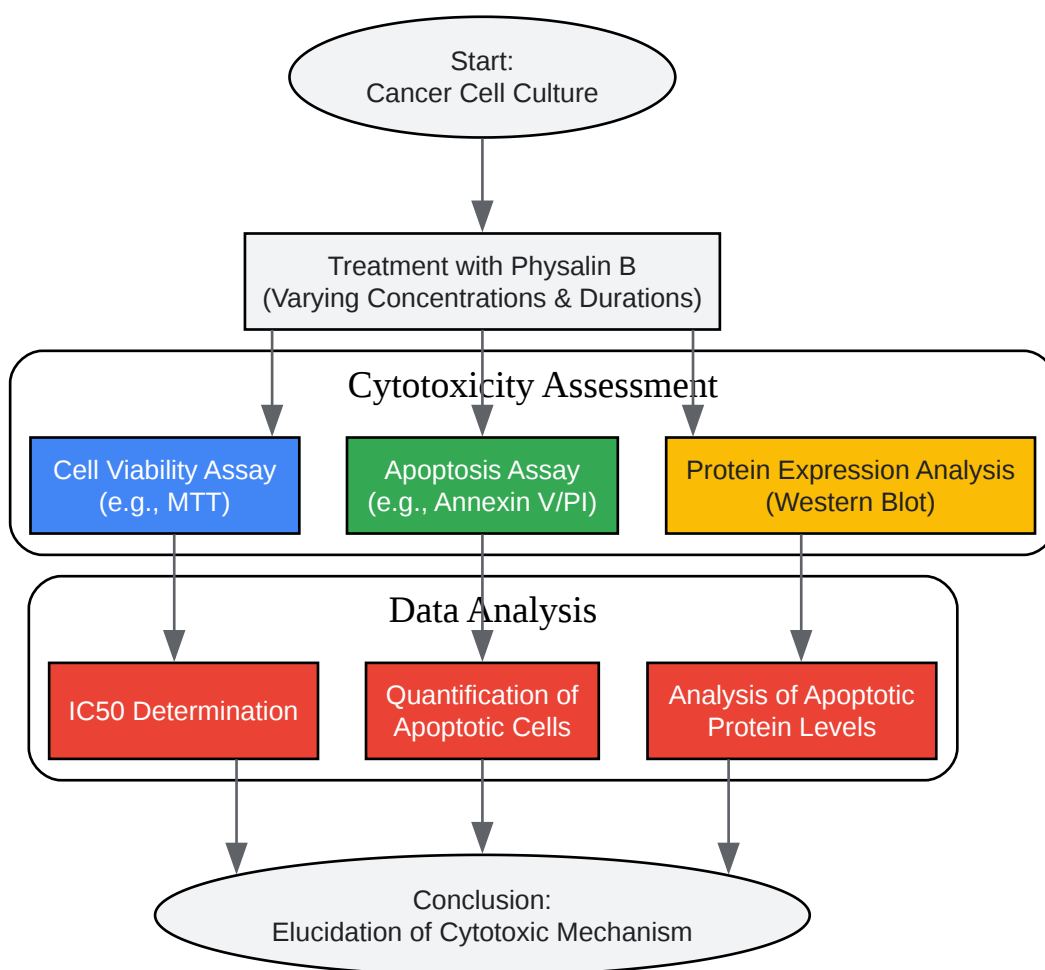 Start:
Cancer Cell Culture
Treatment with Physalin B
(Varying Concentrations & Durations)
Cytotoxicity Assessment
Cell Viability Assay
(e.g., MTT)
Apoptosis Assay
(e.g., Annexin V/PI)
Protein Expression Analysis
(Western Blot)
Data Analysis
IC50 Determination
Quantification of
Apoptotic Cells
Analysis of Apoptotic
Protein Levels
Conclusion:
Elucidation of Cytotoxic Mechanism